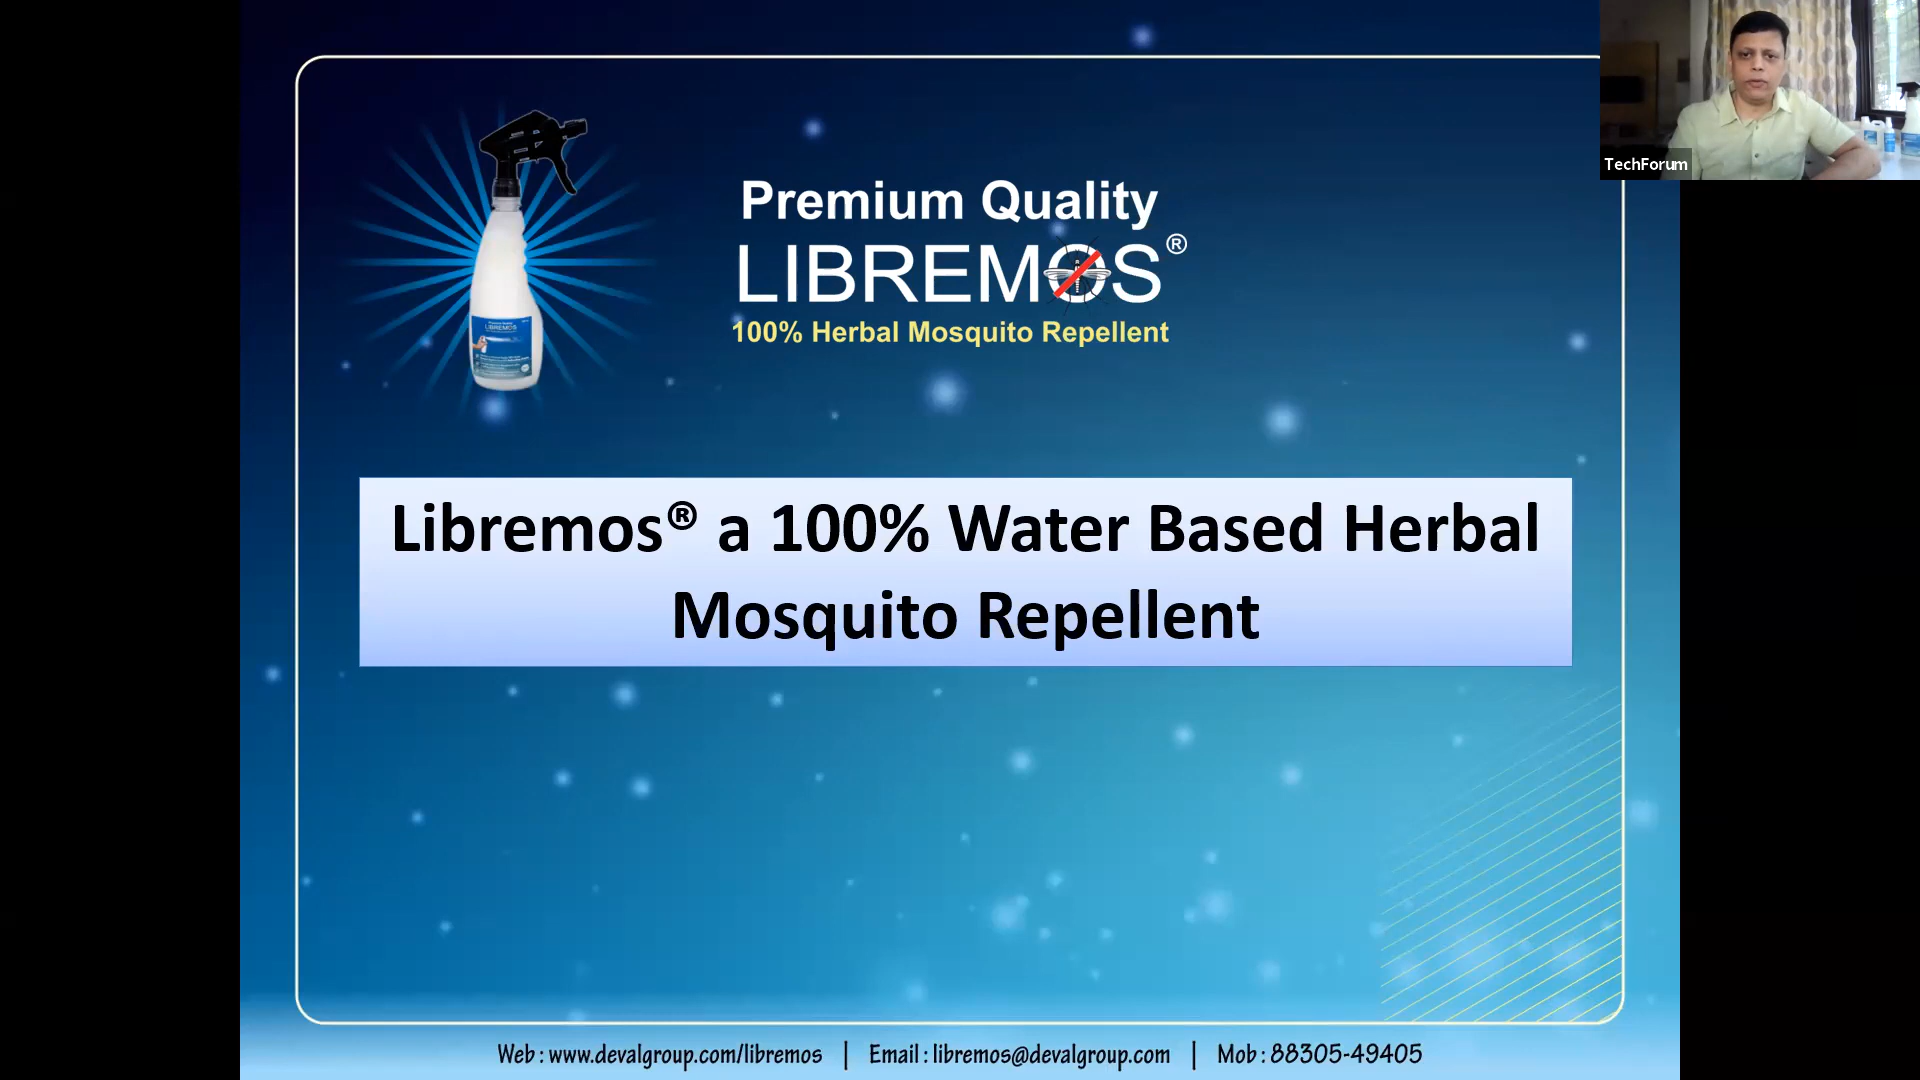 Premium Quality
LIBREMOS®
100% Herbal Mosquito Repellent
TechForum
LIBREMOS
Libremos® a 100% Water Based Herbal
Mosquito Repellent
Web : www.devalgroup.com/libremos | Email : libremos@devalgroup.com | Mob : 88305-49405